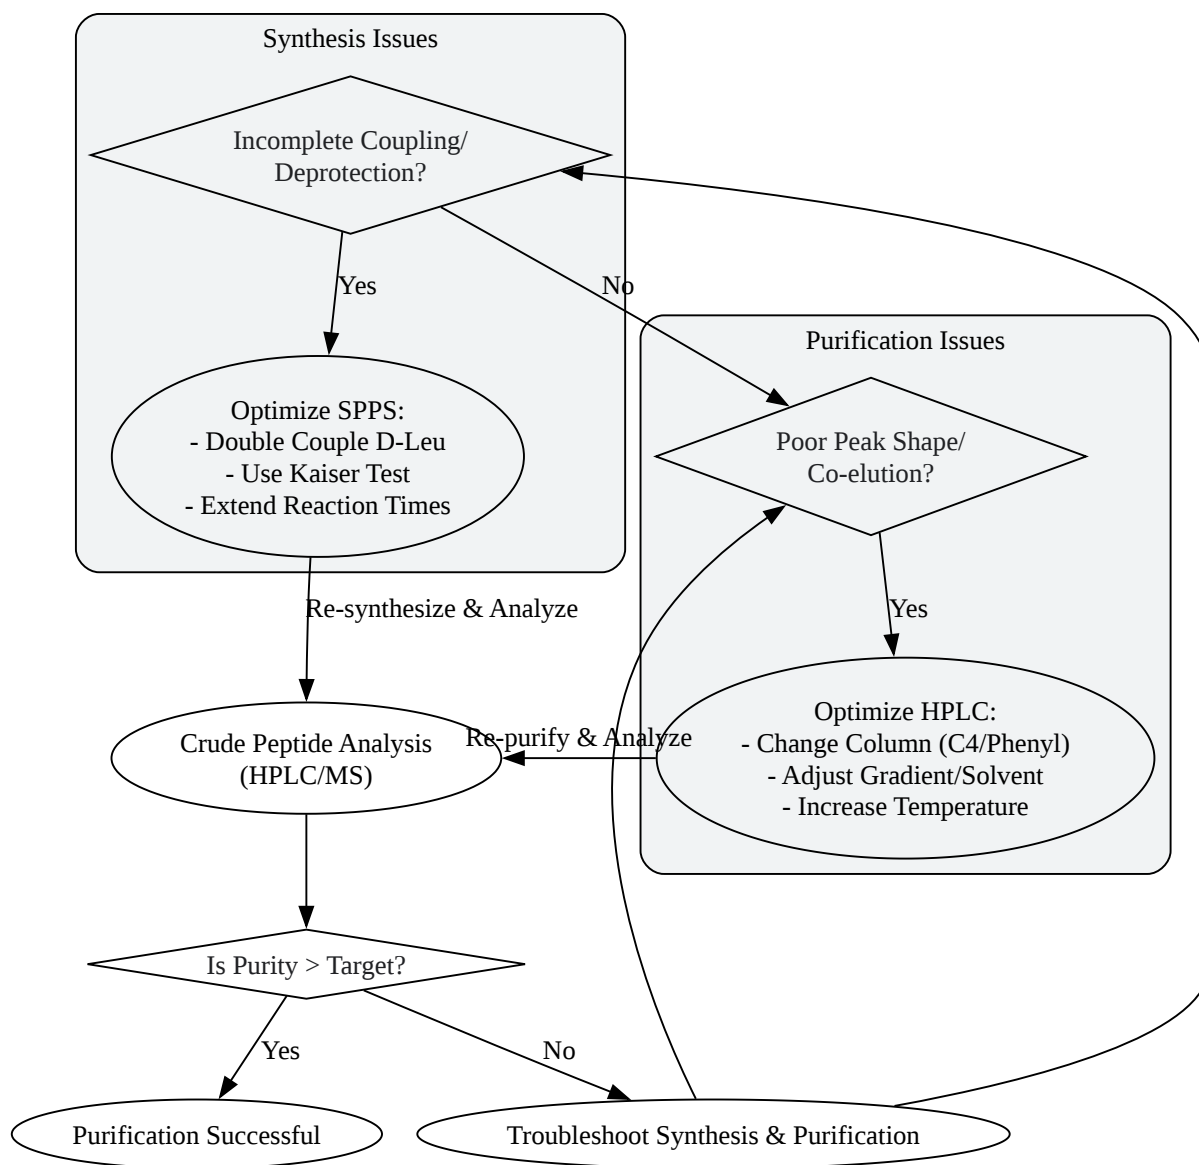 Synthesis Issues
Incomplete Coupling/
Deprotection?
Yes
No
Optimize SPPS:
- Double Couple D-Leu
- Use Kaiser Test
- Extend Reaction Times
Purification Issues
Poor Peak Shape/
Co-elution?
Yes
Re-synthesize & Analyze
Optimize HPLC:
- Change Column (C4/Phenyl)
- Adjust Gradient/Solvent
- Increase Temperature
Re-purify & Analyze
Crude Peptide Analysis
(HPLC/MS)
Is Purity > Target?
Yes
No
Purification Successful
Troubleshoot Synthesis & Purification